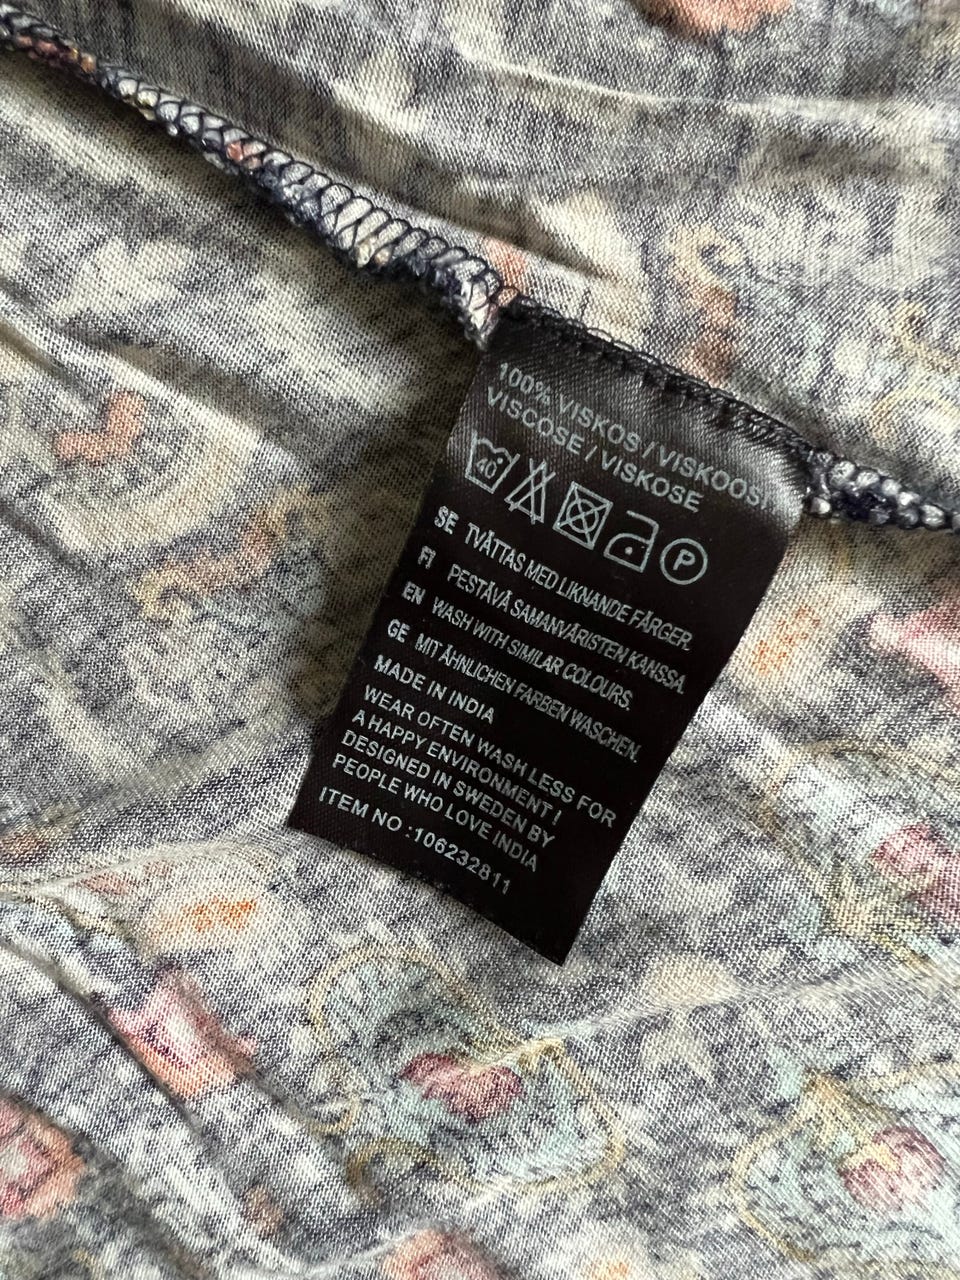 100% VISKOS / VISKOOSI
VISCOSE / VISKOSE
40° P
SE TVÄTTAS MED LIKNANDE FÄRGER.
FI PESTÄVÄ SAMANVÄRISTEN KANSSA.
EN WASH WITH SIMILAR COLOURS.
GE MIT ÄHNLICHEN FARBEN WASCHEN.
MADE IN INDIA
WEAR OFTEN WASH LESS FOR
A HAPPY ENVIRONMENT !
DESIGNED IN SWEDEN BY
PEOPLE WHO LOVE INDIA
ITEM NO :106232811